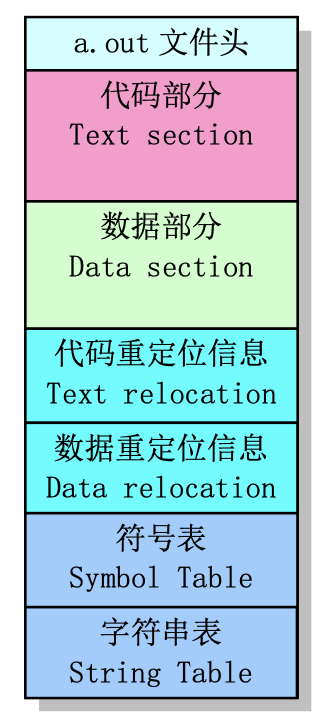 a.out 文件头
代码部分
Text section
数据部分
Data section
代码重定位信息
Text relocation
数据重定位信息
Data relocation
符号表
Symbol Table
字符串表
String Table